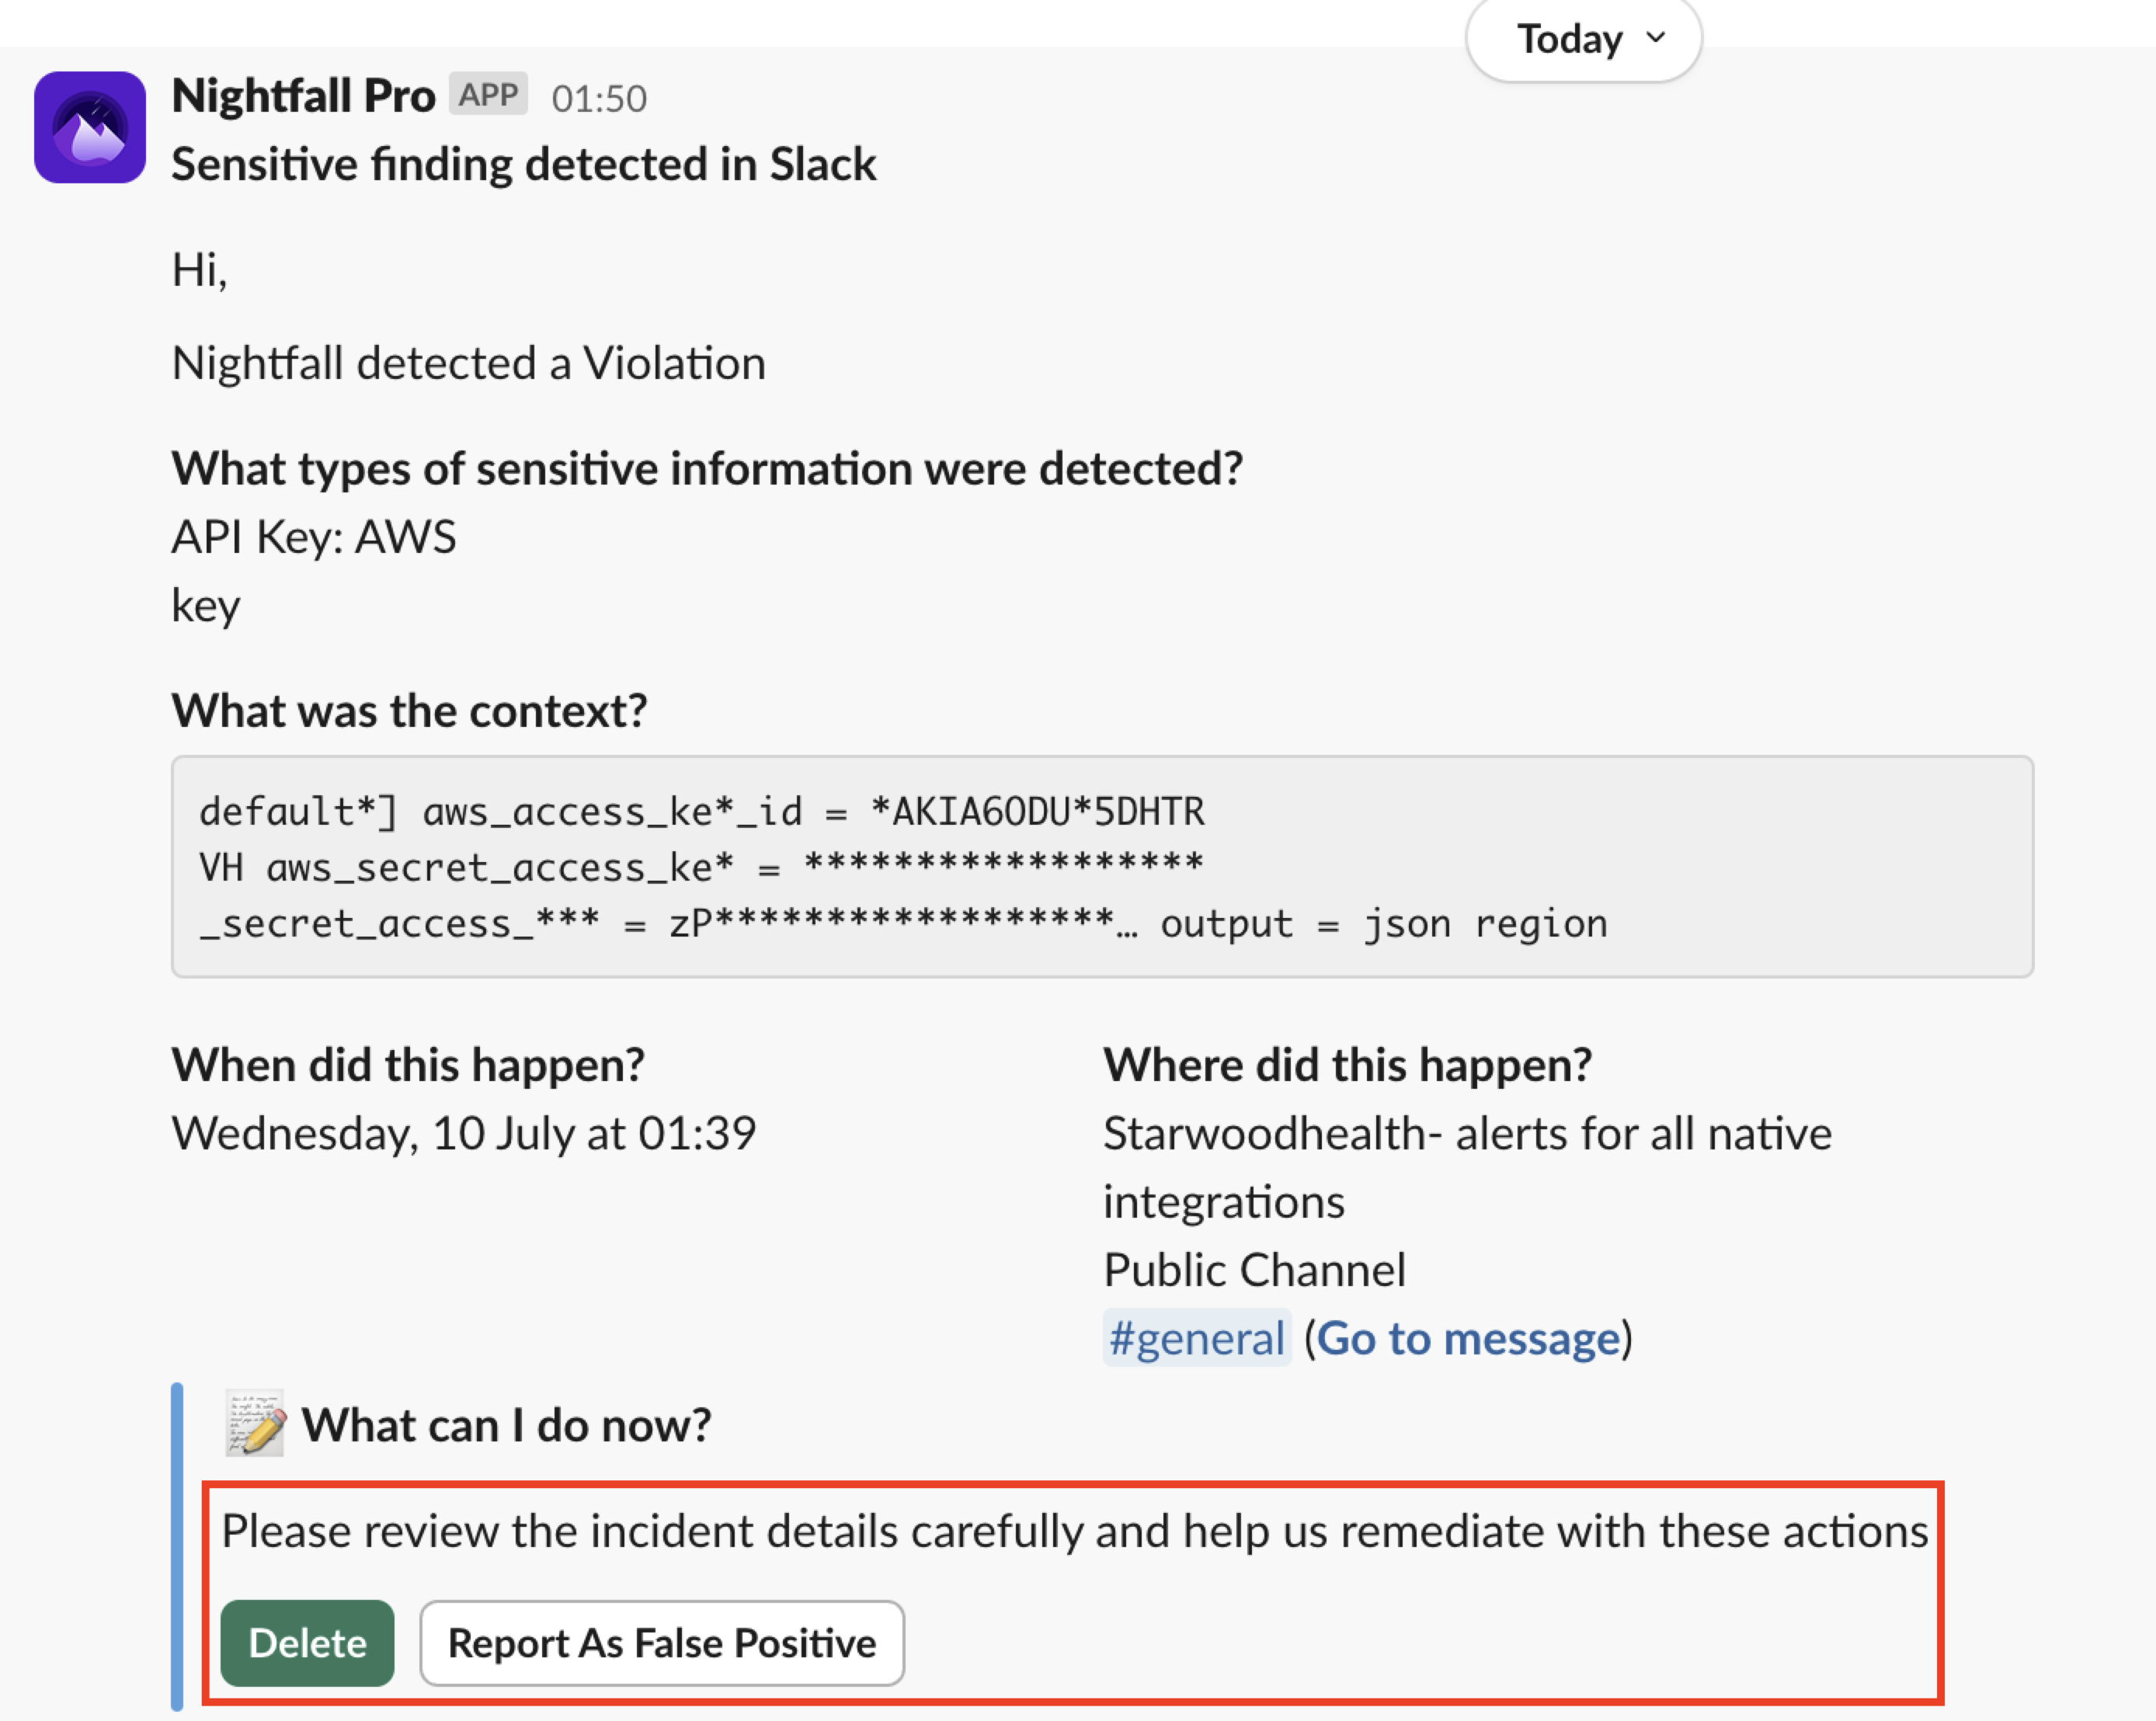 Today
Nightfall Pro APP 01:50
Sensitive finding detected in Slack
Hi,
Nightfall detected a Violation
What types of sensitive information were detected?
API Key: AWS
key
What was the context?
default*] aws_access_ke*_id = *AKIA6ODU*5DHTR
VH aws_secret_access_ke* = ******************
_secret_access_*** = zP******************… output = json region
When did this happen?
Wednesday, 10 July at 01:39
Where did this happen?
Starwoodhealth- alerts for all native
integrations
Public Channel
#general (Go to message)
What can I do now?
Please review the incident details carefully and help us remediate with these actions
Delete
Report As False Positive